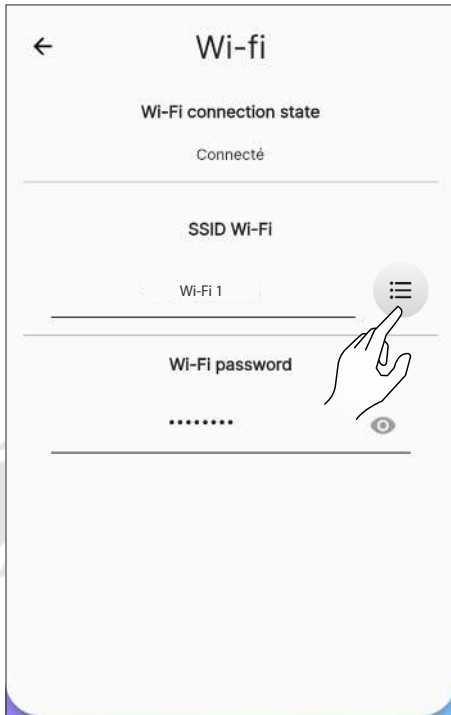 Wi-fi
Wi-Fi connection state
Connecté
SSID Wi-Fi
Wi-Fi 1
Wi-Fi password
••••••••